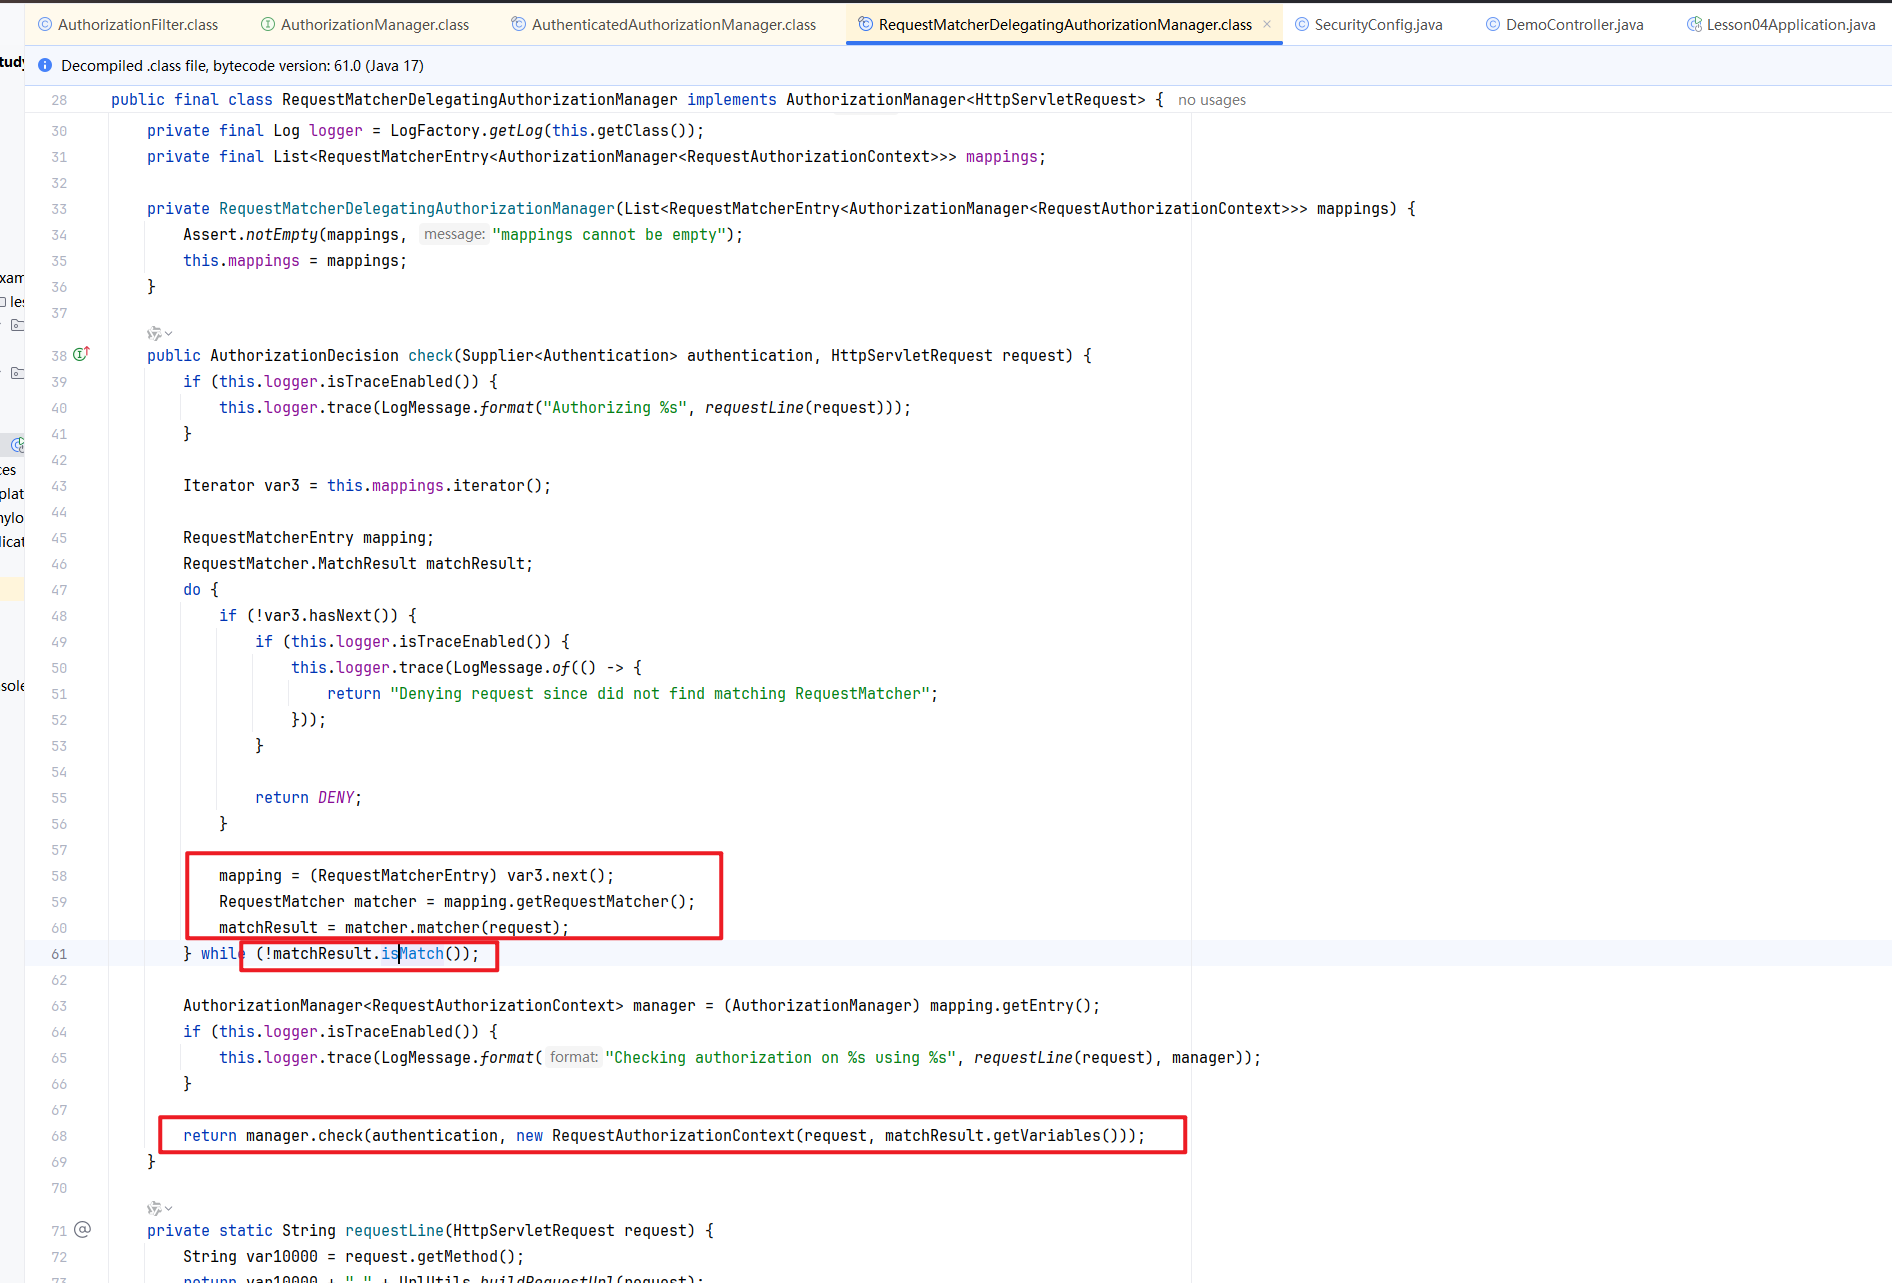 AuthorizationFilter.class AuthorizationManager.class AuthenticatedAuthorizationManager.class RequestMatcherDelegatingAuthorizationManager.class SecurityConfig.java DemoController.java Lesson04Application.java
Decompiled .class file, bytecode version: 61.0 (Java 17)
28 public final class RequestMatcherDelegatingAuthorizationManager implements AuthorizationManager<HttpServletRequest> { no usages
30 private final Log logger = LogFactory.getLog(this.getClass());
31 private final List<RequestMatcherEntry<AuthorizationManager<RequestAuthorizationContext>>> mappings;
32
33 private RequestMatcherDelegatingAuthorizationManager(List<RequestMatcherEntry<AuthorizationManager<RequestAuthorizationContext>>> mappings) {
34 Assert.notEmpty(mappings, message: "mappings cannot be empty");
35 this.mappings = mappings;
36 }
37
38 public AuthorizationDecision check(Supplier<Authentication> authentication, HttpServletRequest request) {
39 if (this.logger.isTraceEnabled()) {
40 this.logger.trace(LogMessage.format("Authorizing %s", requestLine(request)));
41 }
42
43 Iterator var3 = this.mappings.iterator();
44
45 RequestMatcherEntry mapping;
46 RequestMatcher.MatchResult matchResult;
47 do {
48 if (!var3.hasNext()) {
49 if (this.logger.isTraceEnabled()) {
50 this.logger.trace(LogMessage.of(() -> {
51 return "Denying request since did not find matching RequestMatcher";
52 }));
53 }
54
55 return DENY;
56 }
57
58 mapping = (RequestMatcherEntry) var3.next();
59 RequestMatcher matcher = mapping.getRequestMatcher();
60 matchResult = matcher.matcher(request);
61 } while (!matchResult.isMatch());
62
63 AuthorizationManager<RequestAuthorizationContext> manager = (AuthorizationManager) mapping.getEntry();
64 if (this.logger.isTraceEnabled()) {
65 this.logger.trace(LogMessage.format( format: "Checking authorization on %s using %s", requestLine(request), manager));
66 }
67
68 return manager.check(authentication, new RequestAuthorizationContext(request, matchResult.getVariables()));
69 }
70
71 private static String requestLine(HttpServletRequest request) {
72 String var10000 = request.getMethod();
73 return var10000 + " " + UrlUtils.buildRequestUrl(request);